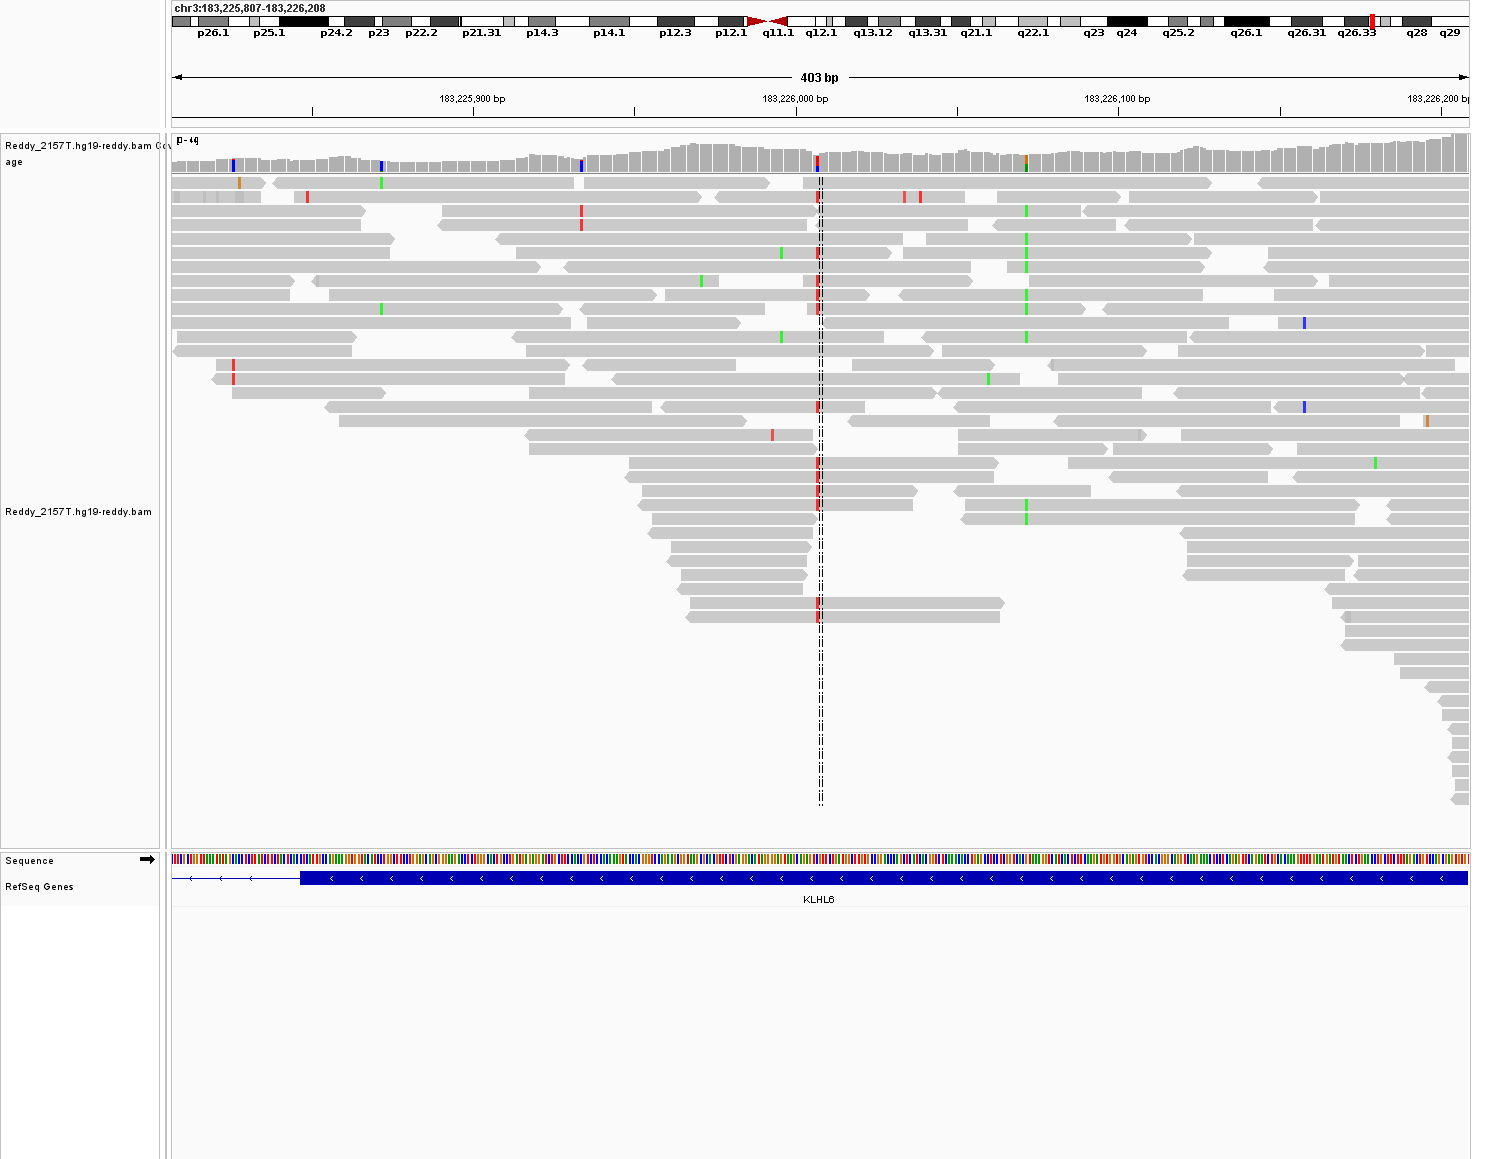 chr3:183,225,807-183,226,208
p26.1 p25.1 p24.2 p23 p22.2 p21.31 p14.3 p14.1 p12.3 p12.1 q11.1 q12.1 q13.12 q13.31 q21.1 q22.1 q23 q24 q25.2 q26.1 q26.31 q26.33 q28 q29
403 bp
183,225,900 bp 183,226,000 bp 183,226,100 bp 183,226,200 bp
Reddy_2157T.hg19-reddy.bam Cov
age
[0 - 44]
Reddy_2157T.hg19-reddy.bam
Sequence
RefSeq Genes
KLHL6